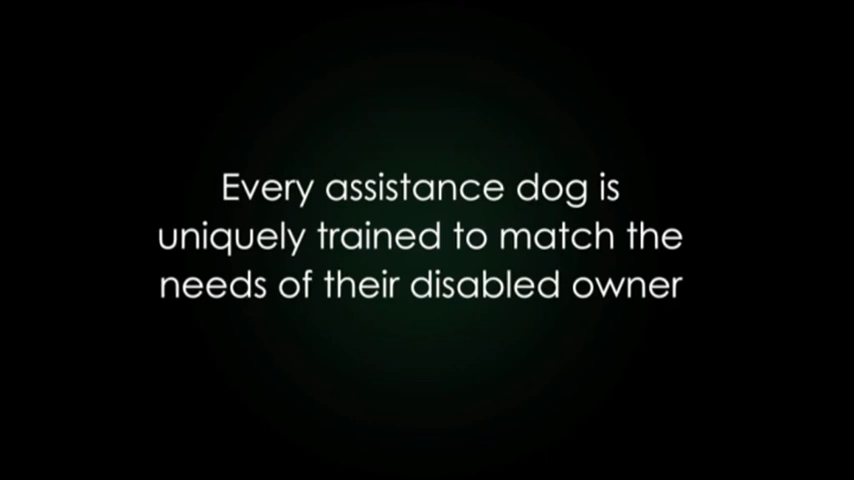 Every assistance dog is
uniquely trained to match the
needs of their disabled owner